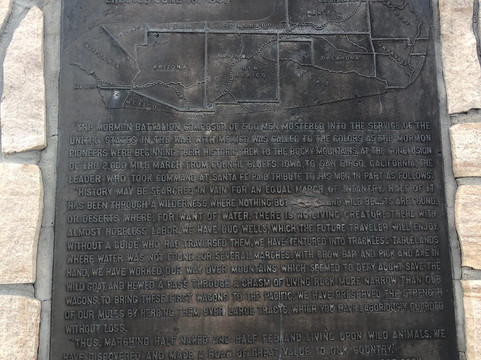 ARIZONA
OKLAHOMA
MEXICO
THE MORMON BATTALION COMPOSED OF 500 MEN MUSTERED INTO THE SERVICE OF THE
UNITED STATES IN THE WAR WITH MEXICO WAS CALLED TO THE COLORS AS THE MORMON
PIONEERS WERE BEGINNING THEIR HISTORIC TREK TO THE ROCKY MOUNTAINS. AT THE CONCLUSION
OF THE 2,000 MILE MARCH FROM COUNCIL BLUFFS, IOWA TO SAN DIEGO, CALIFORNIA, THE
LEADER WHO TOOK COMMAND AT SANTA FE PAID TRIBUTE TO HIS MEN IN PART AS FOLLOWS:
"HISTORY MAY BE SEARCHED IN VAIN FOR AN EQUAL MARCH OF INFANTRY. HALF OF IT
HAS BEEN THROUGH A WILDERNESS, WHERE NOTHING BUT AND WILD BEASTS ARE FOUND,
OR DESERTS WHERE, FOR WANT OF WATER, THERE IS NO LIVING CREATURE. THERE, WITH
ALMOST HOPELESS LABOR, WE HAVE DUG WELLS, WHICH THE FUTURE TRAVELER WILL ENJOY.
WITHOUT A GUIDE WHO HAD TRAVERSED THEM, WE HAVE VENTURED INTO TRACKLESS TABLELANDS
WHERE WATER WAS NOT FOUND FOR SEVERAL MARCHES. WITH CROW BAR AND PICK AND AXE IN
HAND, WE HAVE WORKED OUR WAY OVER MOUNTAINS, WHICH SEEMED TO DEFY AUGHT SAVE THE
WILD GOAT, AND HEWED A PASS THROUGH A CHASM OF LIVING ROCK MORE NARROW THAN OUR
WAGONS. TO BRING THESE FIRST WAGONS TO THE PACIFIC, WE HAVE PRESERVED THE STRENGTH
OF OUR MULES BY HERDING THEM OVER LARGE TRACTS, WHICH YOU HAVE LABORIOUSLY GUARDED
WITHOUT LOSS.
"THUS, MARCHING HALF NAKED AND HALF FED AND LIVING UPON WILD ANIMALS, WE
HAVE DISCOVERED AND MADE A ROAD OF GREAT VALUE TO OUR COUNTRY."